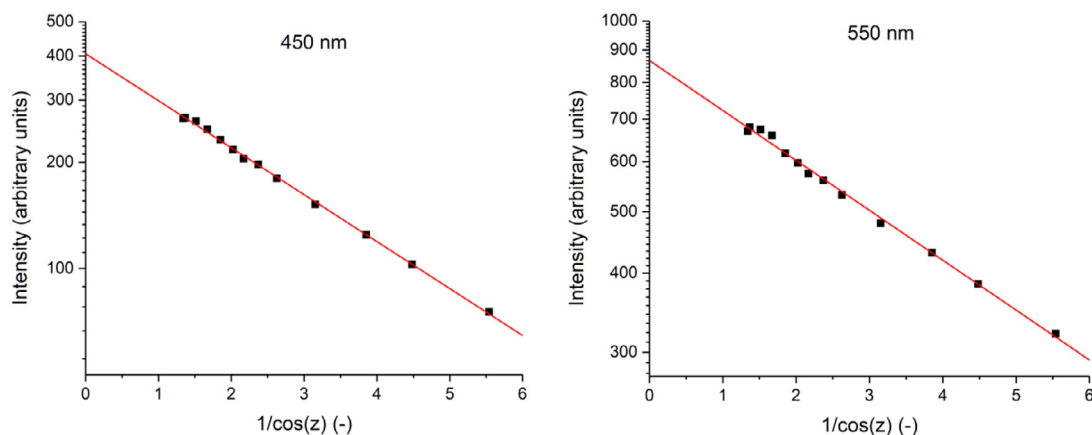 450 nm
500
400
300
200
100
0 1 2 3 4 5 6
Intensity (arbitrary units)
1/cos(z) (-)
550 nm
1000
900
800
700
600
500
400
300
0 1 2 3 4 5 6
Intensity (arbitrary units)
1/cos(z) (-)